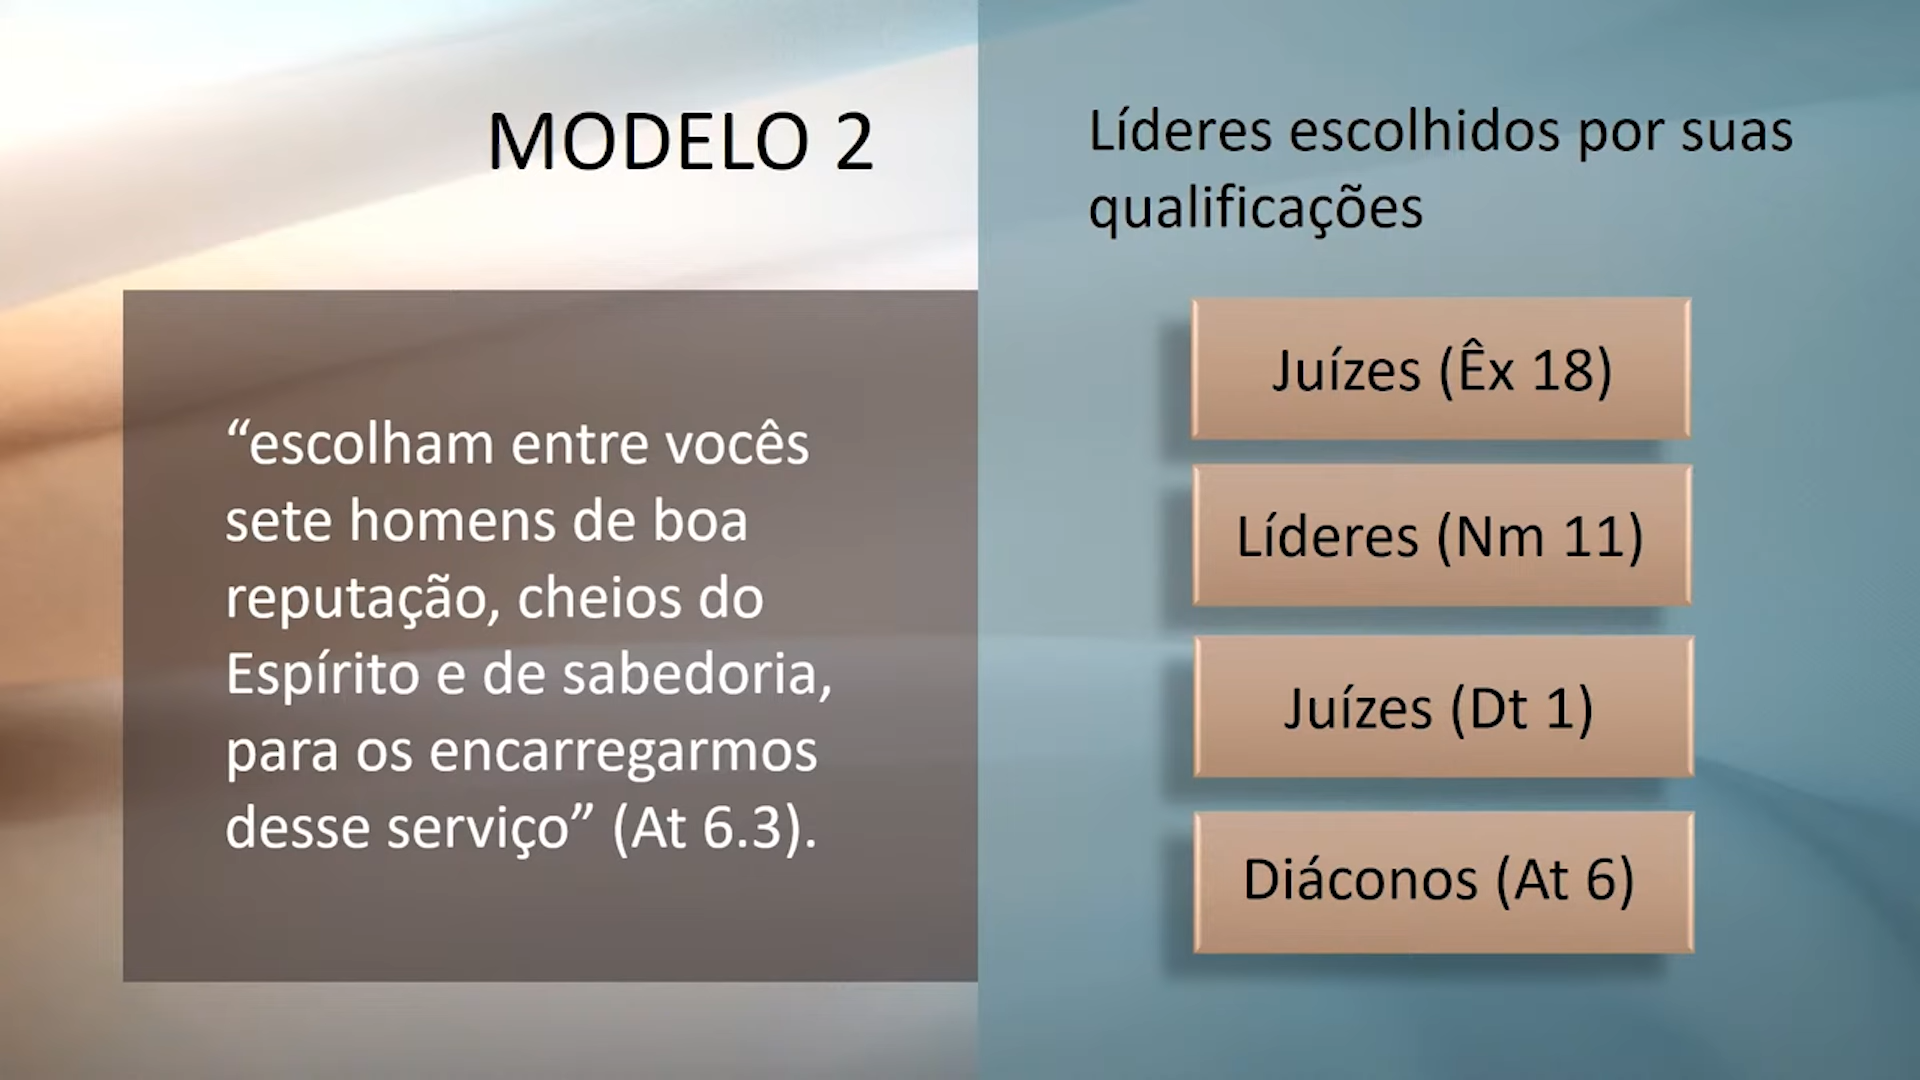 MODELO 2
“escolham entre vocês
sete homens de boa
reputação, cheios do
Espírito e de sabedoria,
para os encarregarmos
desse serviço” (At 6.3).
Líderes escolhidos por suas
qualificações
Juízes (Êx 18)
Líderes (Nm 11)
Juízes (Dt 1)
Diáconos (At 6)